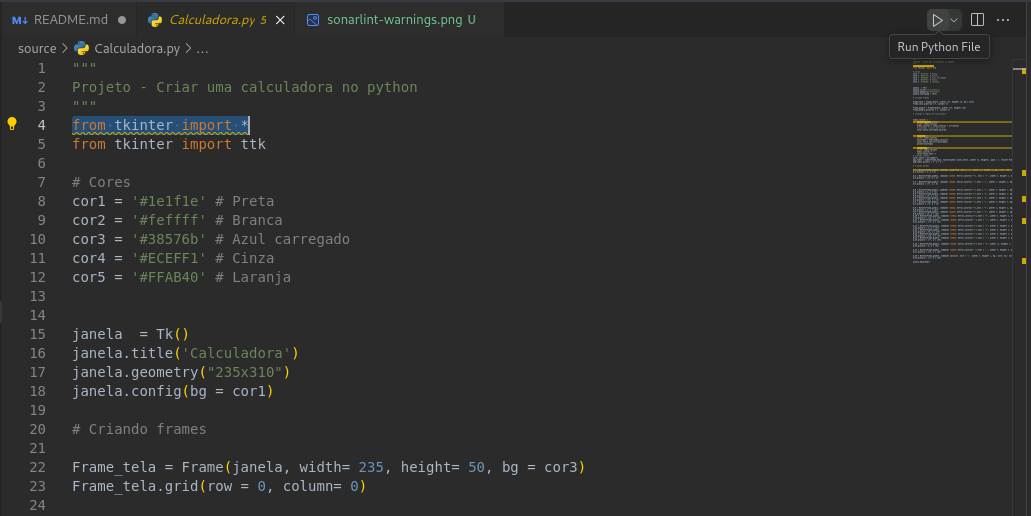 README.md
Calculadora.py 5
sonarlint-warnings.png U
source > Calculadora.py > ...
Run Python File
1 """
2 Projeto - Criar uma calculadora no python
3 """
4 from tkinter import *
5 from tkinter import ttk
6
7 # Cores
8 cor1 = '#1e1f1e' # Preta
9 cor2 = '#feffff' # Branca
10 cor3 = '#38576b' # Azul carregado
11 cor4 = '#ECEFF1' # Cinza
12 cor5 = '#FFAB40' # Laranja
13
14
15 janela  = Tk()
16 janela.title('Calculadora')
17 janela.geometry("235x310")
18 janela.config(bg = cor1)
19
20 # Criando frames
21
22 Frame_tela = Frame(janela, width= 235, height= 50, bg = cor3)
23 Frame_tela.grid(row = 0, column= 0)
24